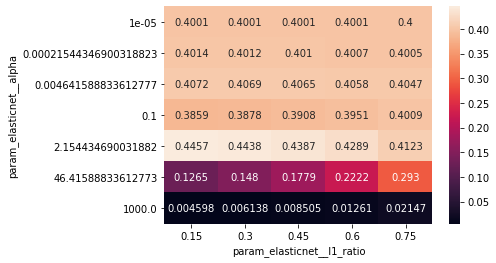 param_elasticnet__alpha
1e-05 0.4001 0.4001 0.4001 0.4001 0.4
0.00021544346900318823 0.4014 0.4012 0.401 0.4007 0.4005
0.004641588833612777 0.4072 0.4069 0.4065 0.4058 0.4047
0.1 0.3859 0.3878 0.3908 0.3951 0.4009
2.154434690031882 0.4457 0.4438 0.4387 0.4289 0.4123
46.41588833612773 0.1265 0.148 0.1779 0.2222 0.293
1000.0 0.004598 0.006138 0.008505 0.01261 0.02147
0.15 0.3 0.45 0.6 0.75
param_elasticnet__l1_ratio
0.40
0.35
0.30
0.25
0.20
0.15
0.10
0.05